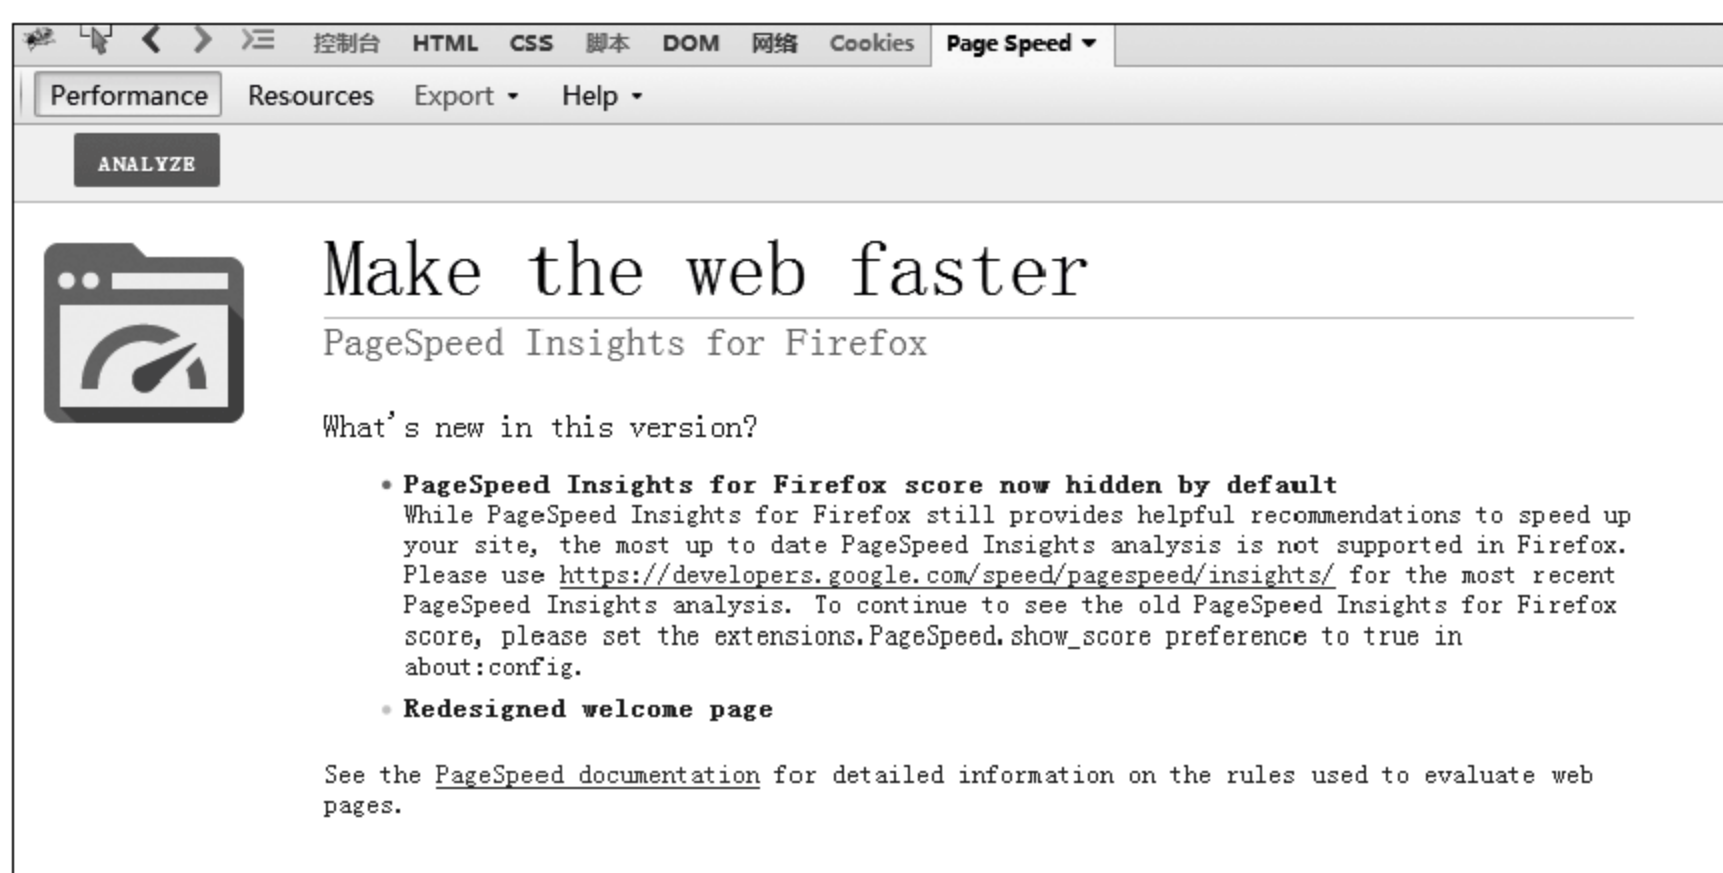 控制台 HTML CSS 脚本 DOM 网络 Cookies Page Speed
Performance Resources Export Help
ANALYZE
Make the web faster
PageSpeed Insights for Firefox
What's new in this version?
• PageSpeed Insights for Firefox score now hidden by default
While PageSpeed Insights for Firefox still provides helpful recommendations to speed up
your site, the most up to date PageSpeed Insights analysis is not supported in Firefox.
Please use https://developers.google.com/speed/pagespeed/insights/ for the most recent
PageSpeed Insights analysis. To continue to see the old PageSpeed Insights for Firefox
score, please set the extensions.PageSpeed.show_score preference to true in
about:config.
• Redesigned welcome page
See the PageSpeed documentation for detailed information on the rules used to evaluate web
pages.